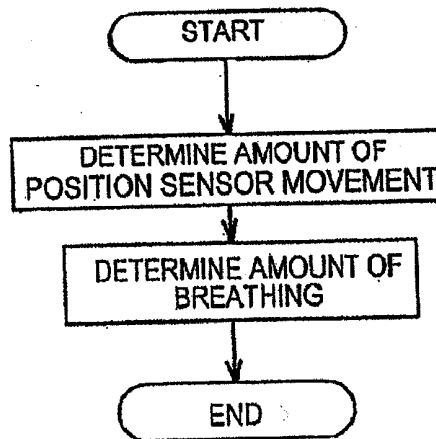 START
DETERMINE AMOUNT OF
POSITION SENSOR MOVEMENT
DETERMINE AMOUNT OF
BREATHING
END